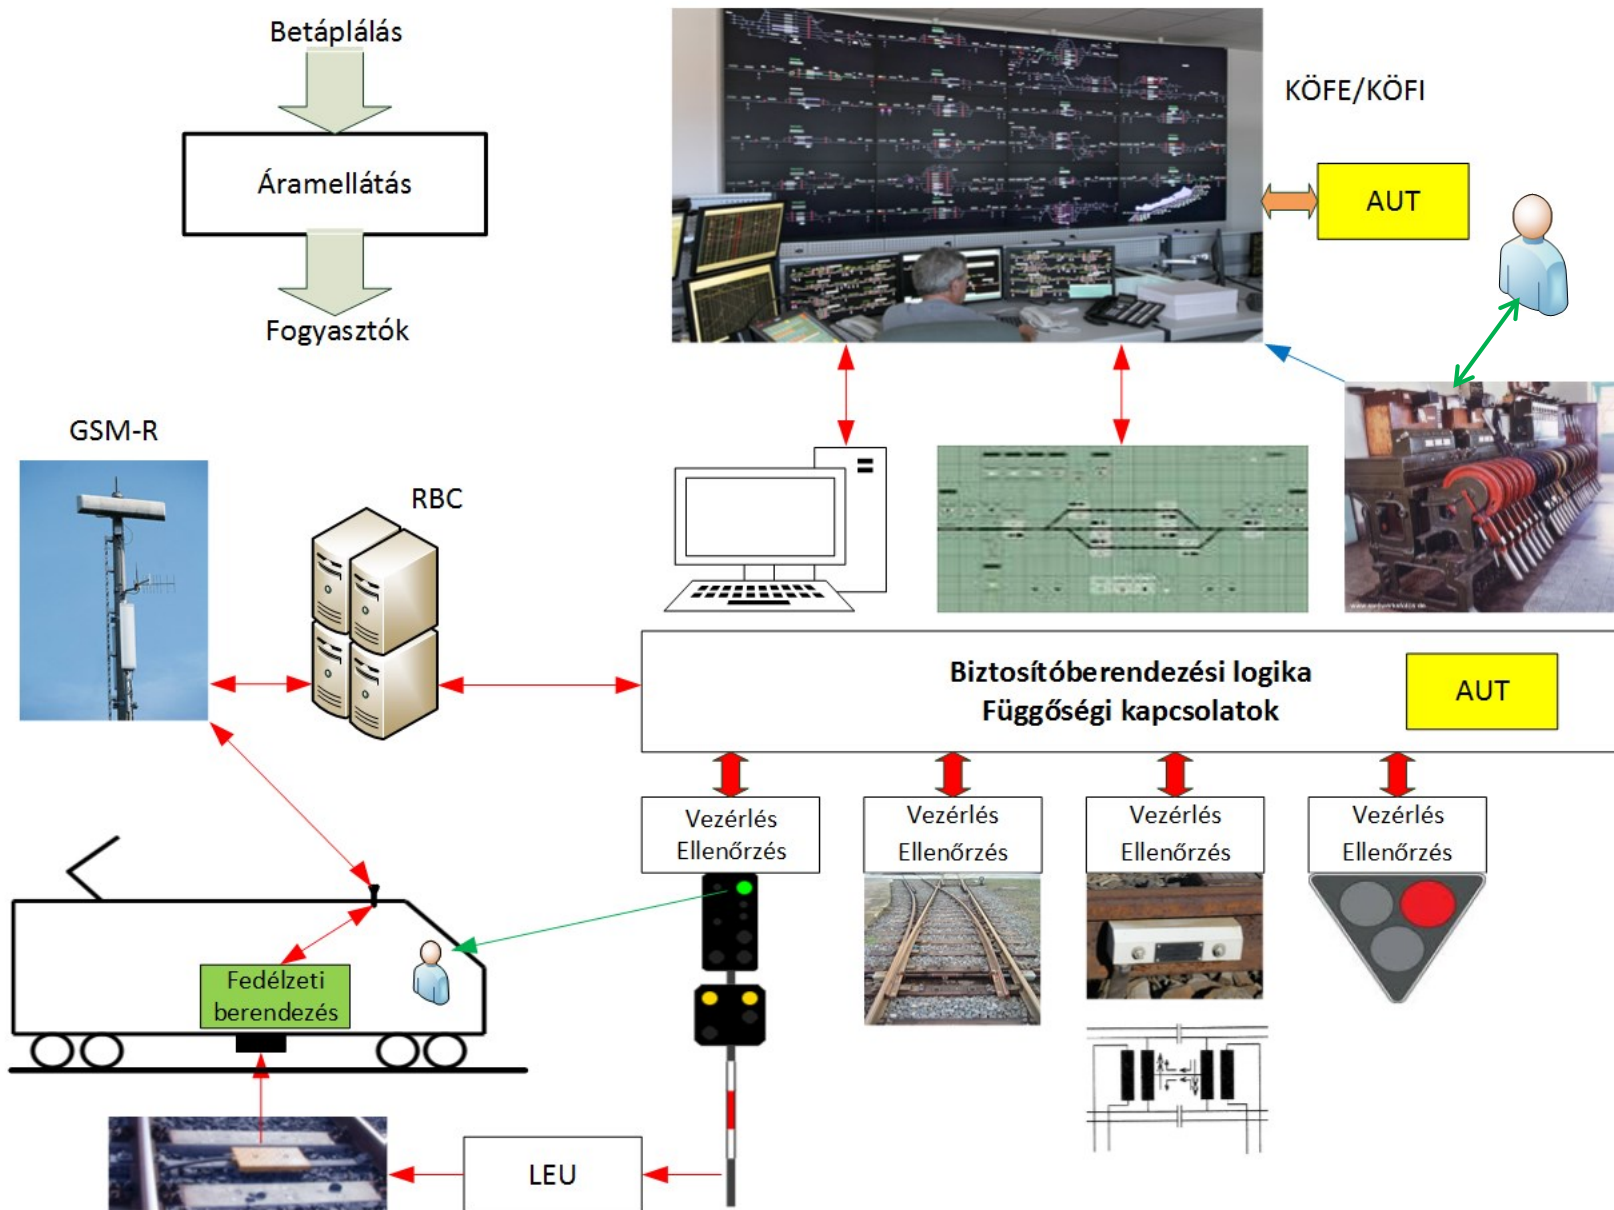 Betáplálás
KÖFE/KÖFI
Áramellátás
AUT
Fogyasztók
GSM-R
RBC
Biztosítóberendezési logika
Függőségi kapcsolatok
AUT
Vezérlés
Ellenőrzés
Vezérlés
Ellenőrzés
Vezérlés
Ellenőrzés
Vezérlés
Ellenőrzés
Fedélzeti
berendezés
LEU